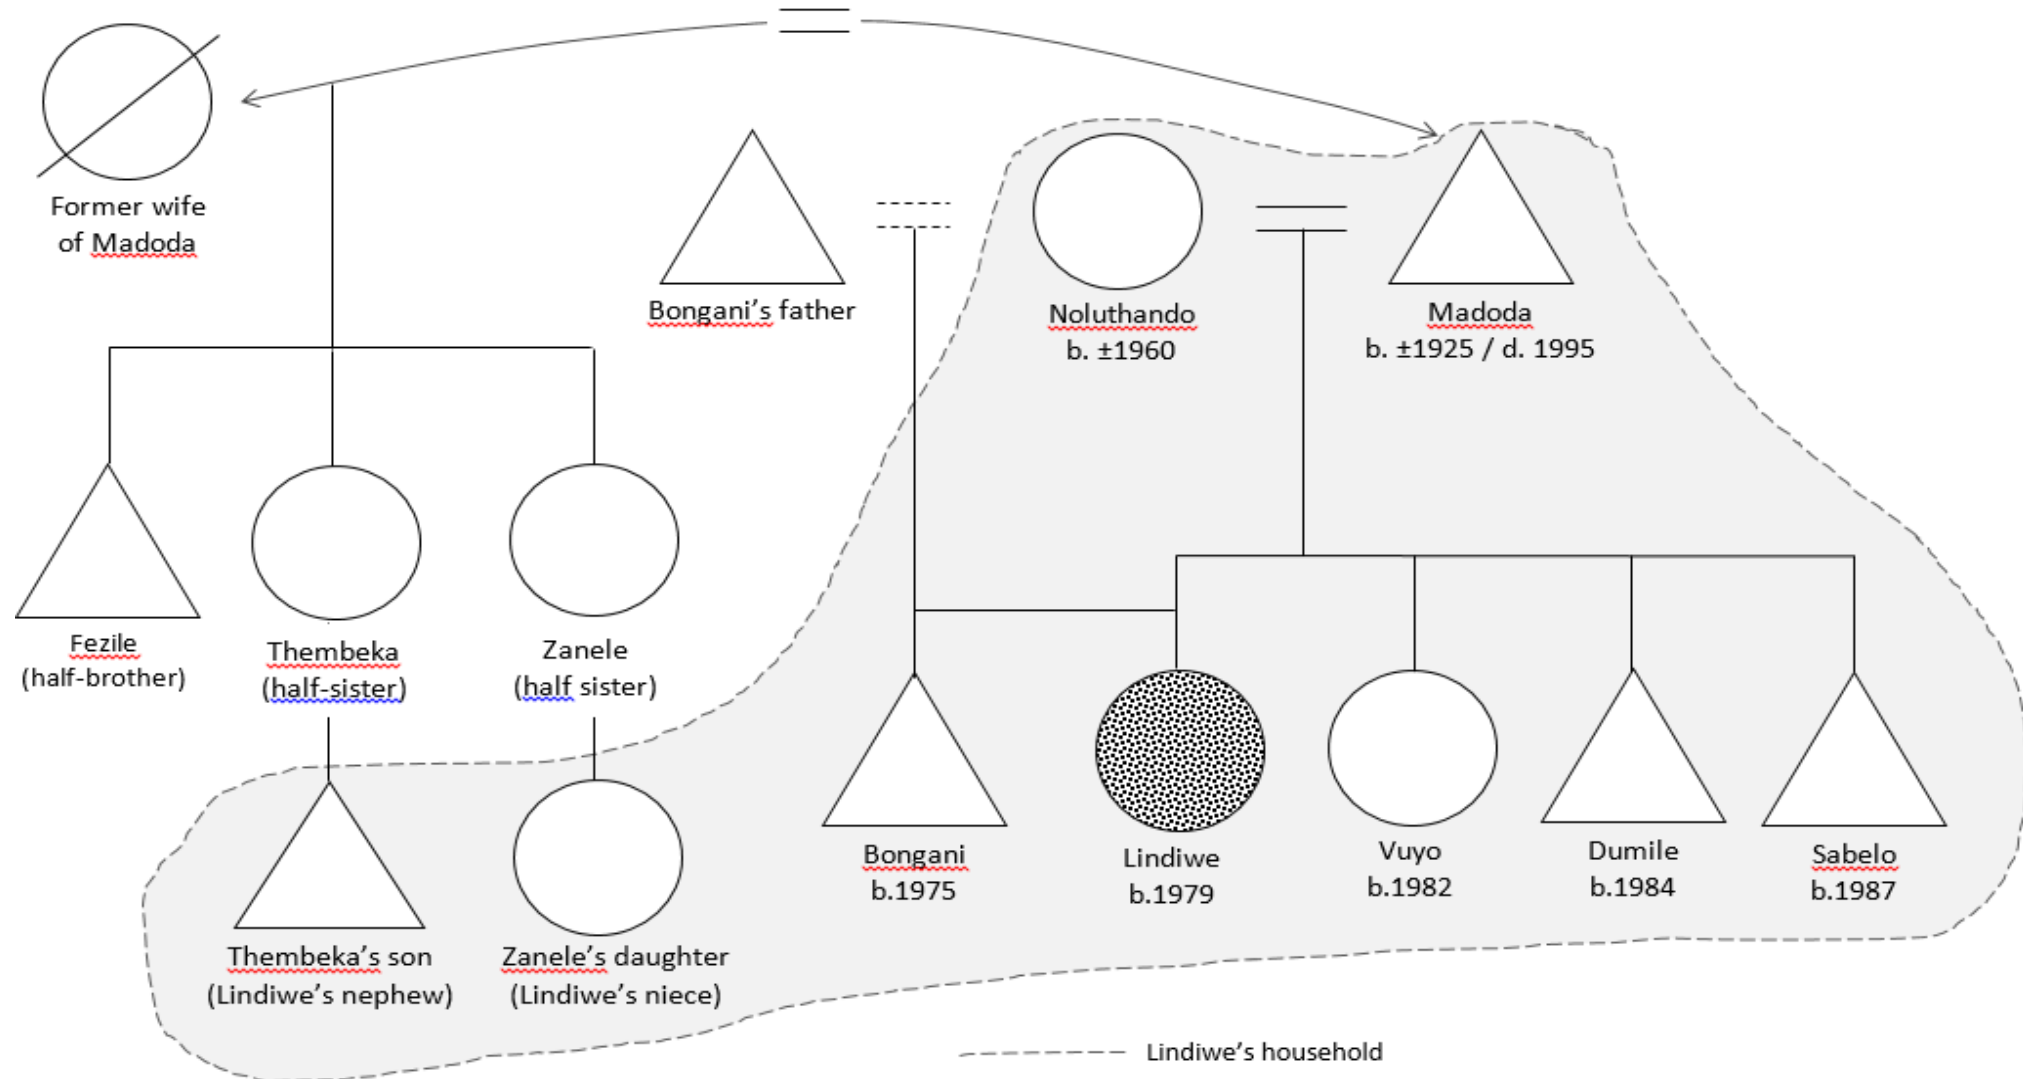 Former wife
of Madoda
Bongani’s father
Noluthando
b. ±1960
Madoda
b. ±1925 / d. 1995
Fezile
(half-brother)
Thembeka
(half-sister)
Zanele
(half sister)
Bongani
b.1975
Lindiwe
b.1979
Vuyo
b.1982
Dumile
b.1984
Sabelo
b.1987
Thembeka’s son
(Lindiwe’s nephew)
Zanele’s daughter
(Lindiwe’s niece)
Lindiwe’s household